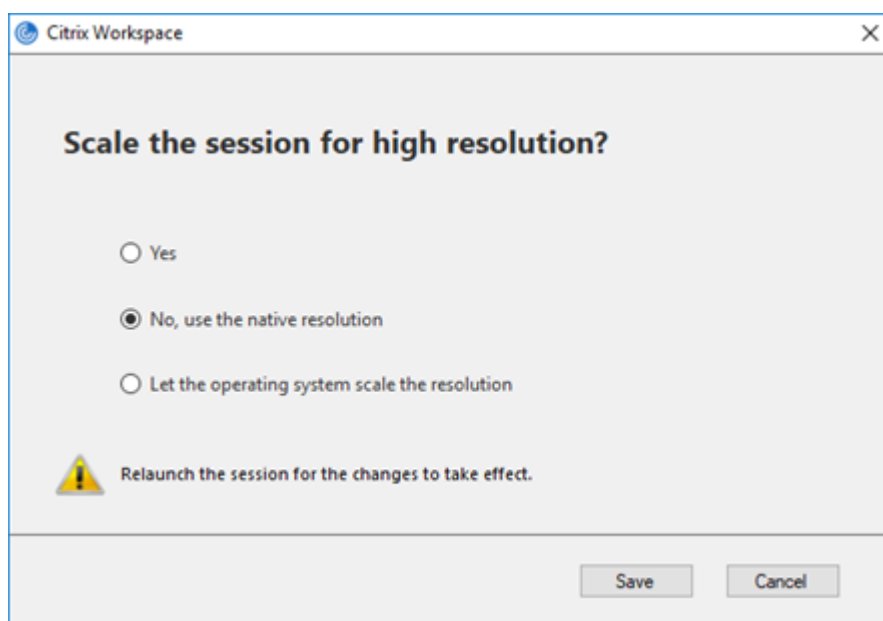 Citrix Workspace
Scale the session for high resolution?
Yes
No, use the native resolution
Let the operating system scale the resolution
Relaunch the session for the changes to take effect.
Save
Cancel